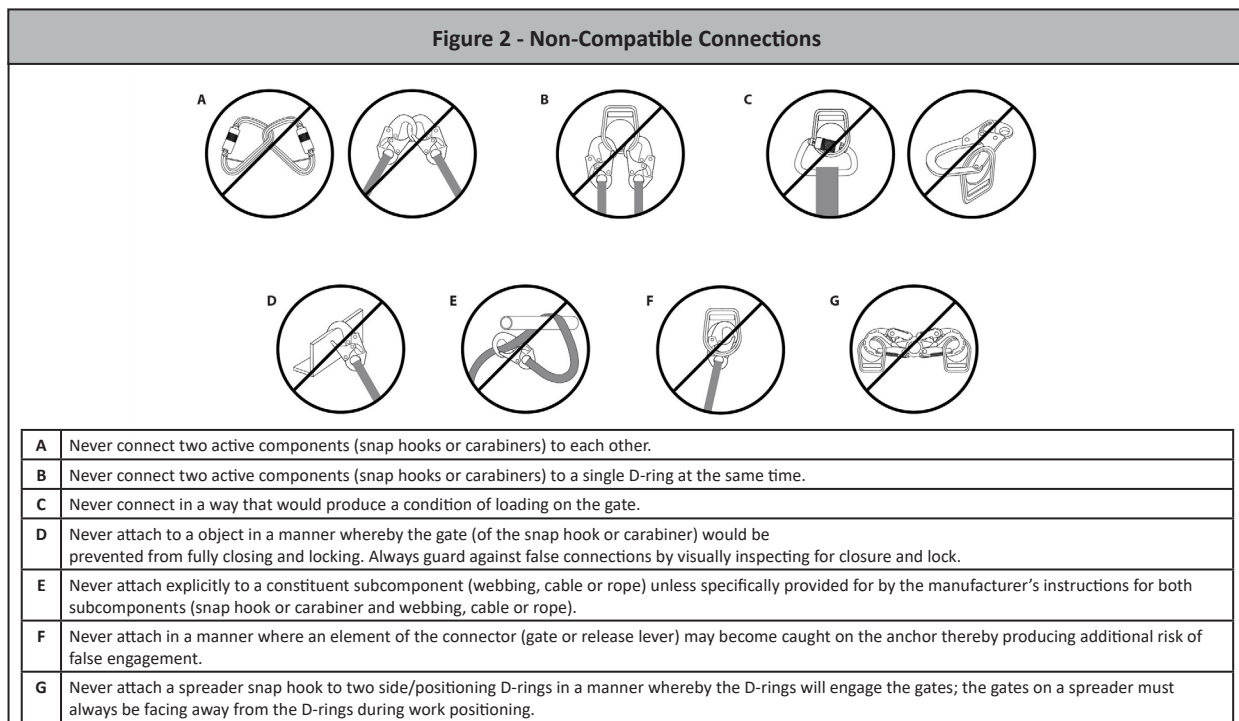 Figure 2 - Non-Compatible Connections
A
B
C
D
E
F
G
A Never connect two active components (snap hooks or carabiners) to each other.
B Never connect two active components (snap hooks or carabiners) to a single D-ring at the same time.
C Never connect in a way that would produce a condition of loading on the gate.
D Never attach to a object in a manner whereby the gate (of the snap hook or carabiner) would be
prevented from fully closing and locking. Always guard against false connections by visually inspecting for closure and lock.
E Never attach explicitly to a constituent subcomponent (webbing, cable or rope) unless specifically provided for by the manufacturer’s instructions for both
subcomponents (snap hook or carabiner and webbing, cable or rope).
F Never attach in a manner where an element of the connector (gate or release lever) may become caught on the anchor thereby producing additional risk of
false engagement.
G Never attach a spreader snap hook to two side/positioning D-rings in a manner whereby the D-rings will engage the gates; the gates on a spreader must
always be facing away from the D-rings during work positioning.